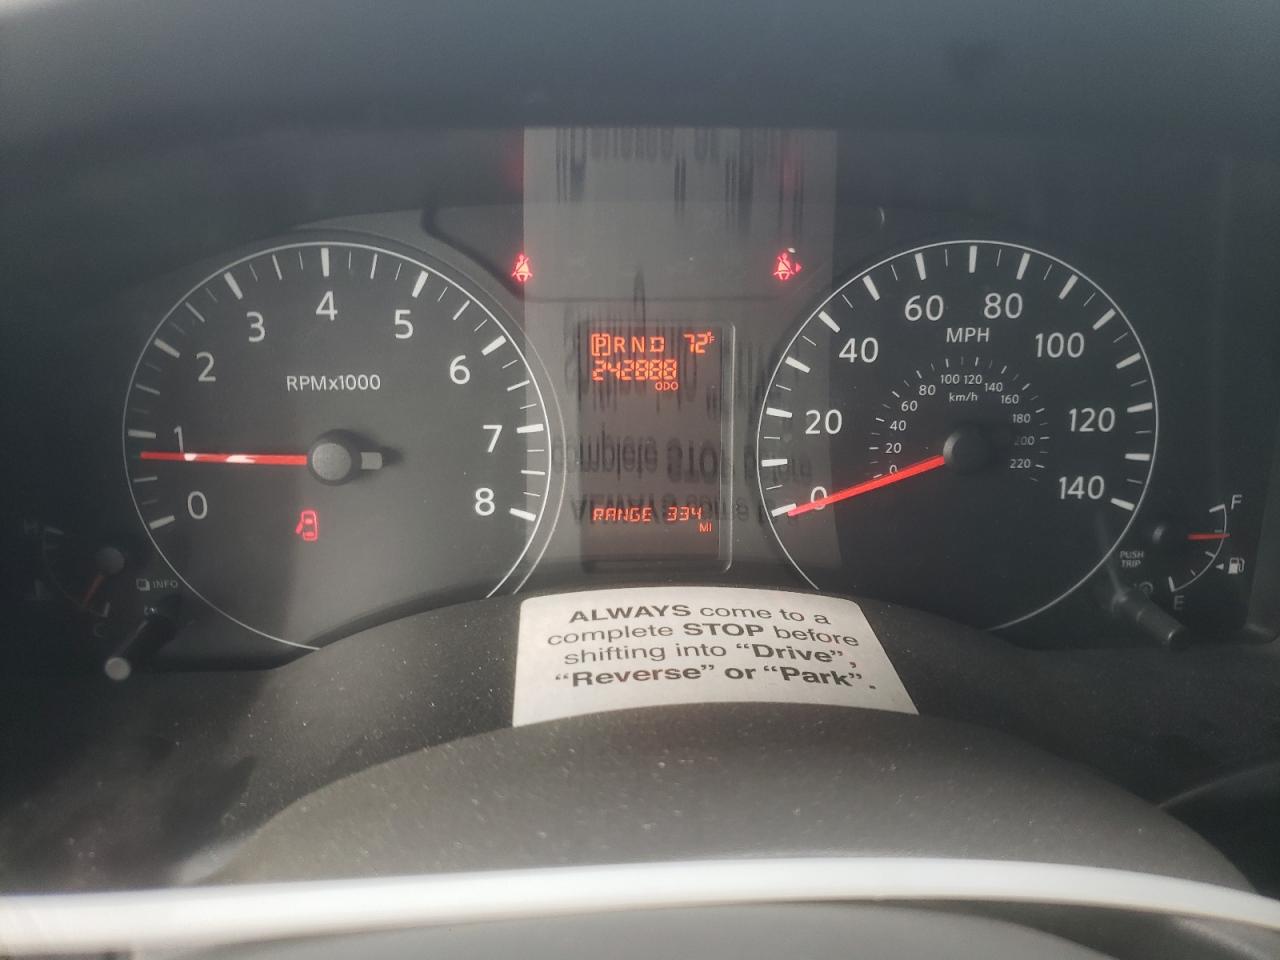 0 1 2 3 4 5 6 7 8
RPMx1000
INFO
H
C
[P] R N D 72°F
242888
ODO
RANGE 334
MI
0 20 40 60 80 100 120 140
MPH
0 20 40 60 80 100 120 140 160 180 200 220
km/h
PUSH
TRIP
F
E
ALWAYS come to a
complete STOP before
shifting into “Drive”,
“Reverse” or “Park”.